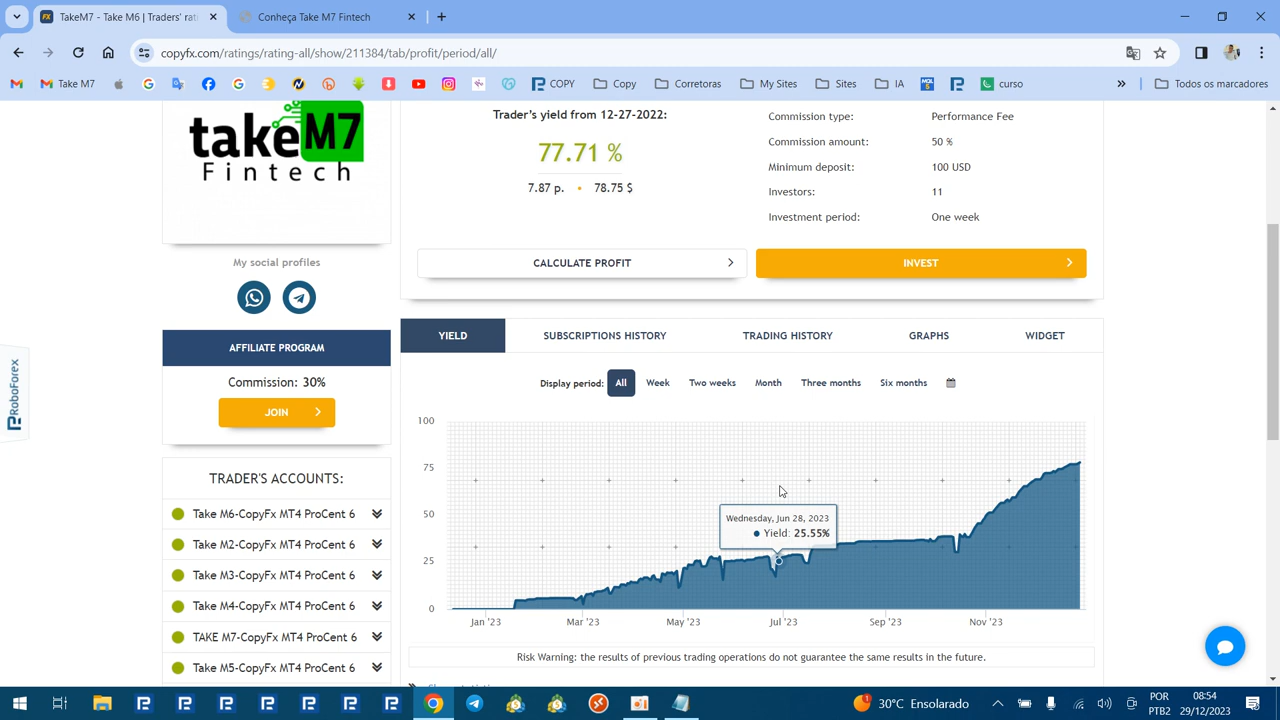 TakeM7 - Take M6 | Traders' rat
Conheça M7 Fintech
copyfx.com/ratings/rating-all/show/211384/tab/profit/period/all/
Take M7
COPY
Copy
Corretoras
My Sites
Sites
IA
curso
Todos os marcadores
takeM7
Fintech
My social profiles
AFFILIATE PROGRAM
Commission: 30%
JOIN
TRADER'S ACCOUNTS:
Take M6-CopyFx MT4 ProCent 6
Take M2-CopyFx MT4 ProCent 6
Take M3-CopyFx MT4 ProCent 6
Take M4-CopyFx MT4 ProCent 6
TAKE M7-CopyFx MT4 ProCent 6
Take M5-CopyFx MT4 ProCent 6
RoboForex
Trader's yield from 12-27-2022:
77.71 %
7.87 p. • 78.75 $
CALCULATE PROFIT
Commission type: Performance Fee
Commission amount: 50 %
Minimum deposit: 100 USD
Investors: 11
Investment period: One week
INVEST
YIELD SUBSCRIPTIONS HISTORY TRADING HISTORY GRAPHS WIDGET
Display period: All Week Two weeks Month Three months Six months
100
75
50
25
0
Wednesday, Jun 28, 2023
Yield: 25.55%
Jan '23 Mar '23 May '23 Jul '23 Sep '23 Nov '23
Risk Warning: the results of previous trading operations do not guarantee the same results in the future.
30°C Ensolarado
POR
PTB2
08:54
29/12/2023